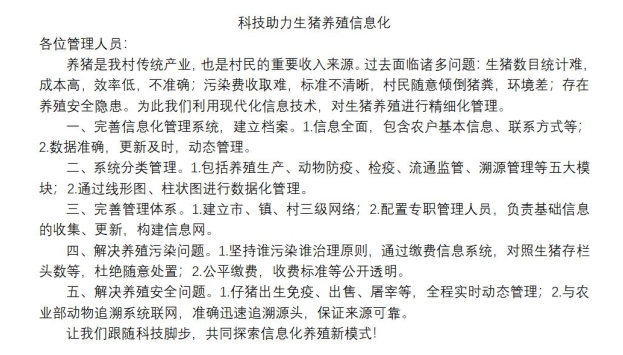 科技助力生猪养殖信息化
各位管理人员：
养猪是我村传统产业，也是村民的重要收入来源。过去面临诸多问题：生猪数目统计难，
成本高，效率低，不准确；污染费收取难，标准不清晰，村民随意倾倒猪粪，环境差；存在
养殖安全隐患。为此我们利用现代化信息技术，对生猪养殖进行精细化管理。
一、完善信息化管理系统，建立档案。1.信息全面，包含农户基本信息、联系方式等；
2.数据准确，更新及时，动态管理。
二、系统分类管理。1.包括养殖生产、动物防疫、检疫、流通监管、溯源管理等五大模
块；2.通过线形图、柱状图进行数据化管理。
三、完善管理体系。1.建立市、镇、村三级网络；2.配置专职管理人员，负责基础信息
的收集、更新，构建信息网。
四、解决养殖污染问题。1.坚持谁污染谁治理原则，通过缴费信息系统，对照生猪存栏
头数等，杜绝随意处置；2.公平缴费，收费标准等公开透明。
五、解决养殖安全问题。1.仔猪出生免疫、出售、屠宰等，全程实时动态管理；2.与农
业部动物追溯系统联网，准确迅速追溯源头，保证来源可靠。
让我们跟随科技脚步，共同探索信息化养殖新模式！